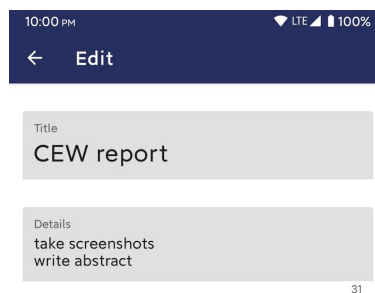 10:00 PM LTE 100%
Edit
Title
CEW report
Details
take screenshots
write abstract
31